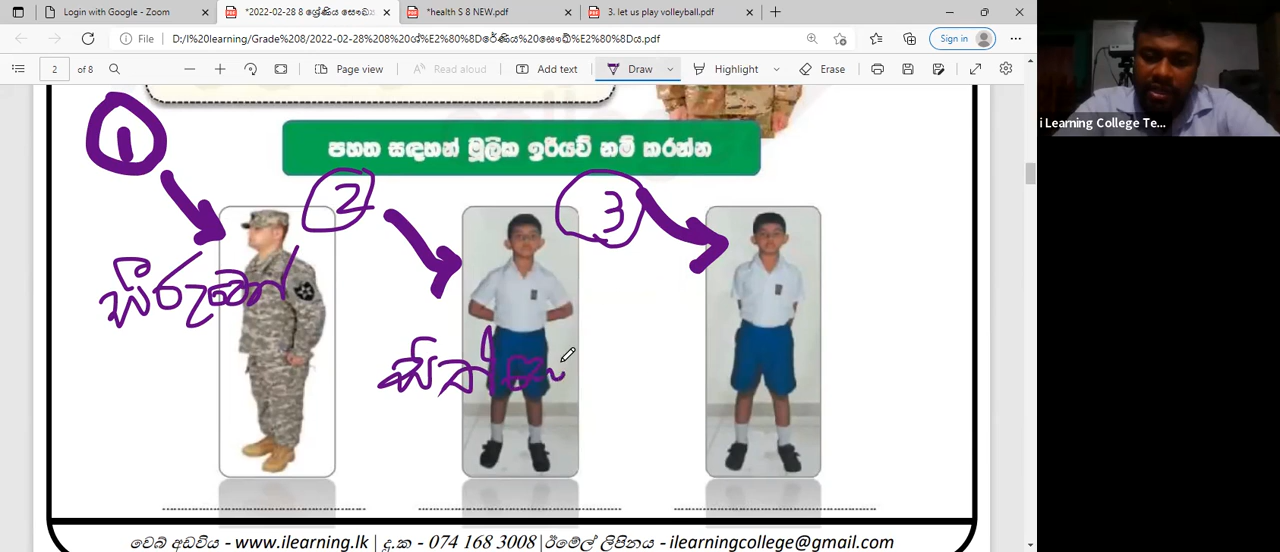 Login with Google - Zoom
*2022-02-28 8 ශ්‍රේණිය සෞඛ්‍ය
*health S 8 NEW.pdf
3. let us play volleyball.pdf
File
D:/I%20learning/Grade%208/2022-02-28%208%20ශ්%E2%80%8Dරේණිය%20සෞඛ්%E2%80%8Dය.pdf
Sign in
2 of 8
Page view
Read aloud
Add text
Draw
Highlight
Erase
i Learning College Te...
1
පහත සඳහන් මූලික ඉරියව් නම් කරන්න
2
3
සීරුවෙන්
සිත්සෑ
වෙබ් අඩවිය - www.ilearning.lk | දු.ක - 074 168 3008 | ඊමේල් ලිපිනය - ilearningcollege@gmail.com